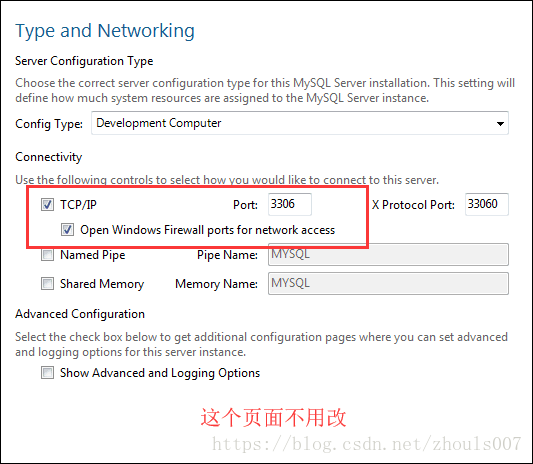 Type and Networking
Server Configuration Type
Choose the correct server configuration type for this MySQL Server installation. This setting will
define how much system resources are assigned to the MySQL Server instance.
Config Type: Development Computer
Connectivity
Use the following controls to select how you would like to connect to this server.
TCP/IP Port: 3306 X Protocol Port: 33060
Open Windows Firewall ports for network access
Named Pipe Pipe Name: MYSQL
Shared Memory Memory Name: MYSQL
Advanced Configuration
Select the check box below to get additional configuration pages where you can set advanced
and logging options for this server instance.
Show Advanced and Logging Options
这个页面不用改
https://blog.csdn.net/zhouls007